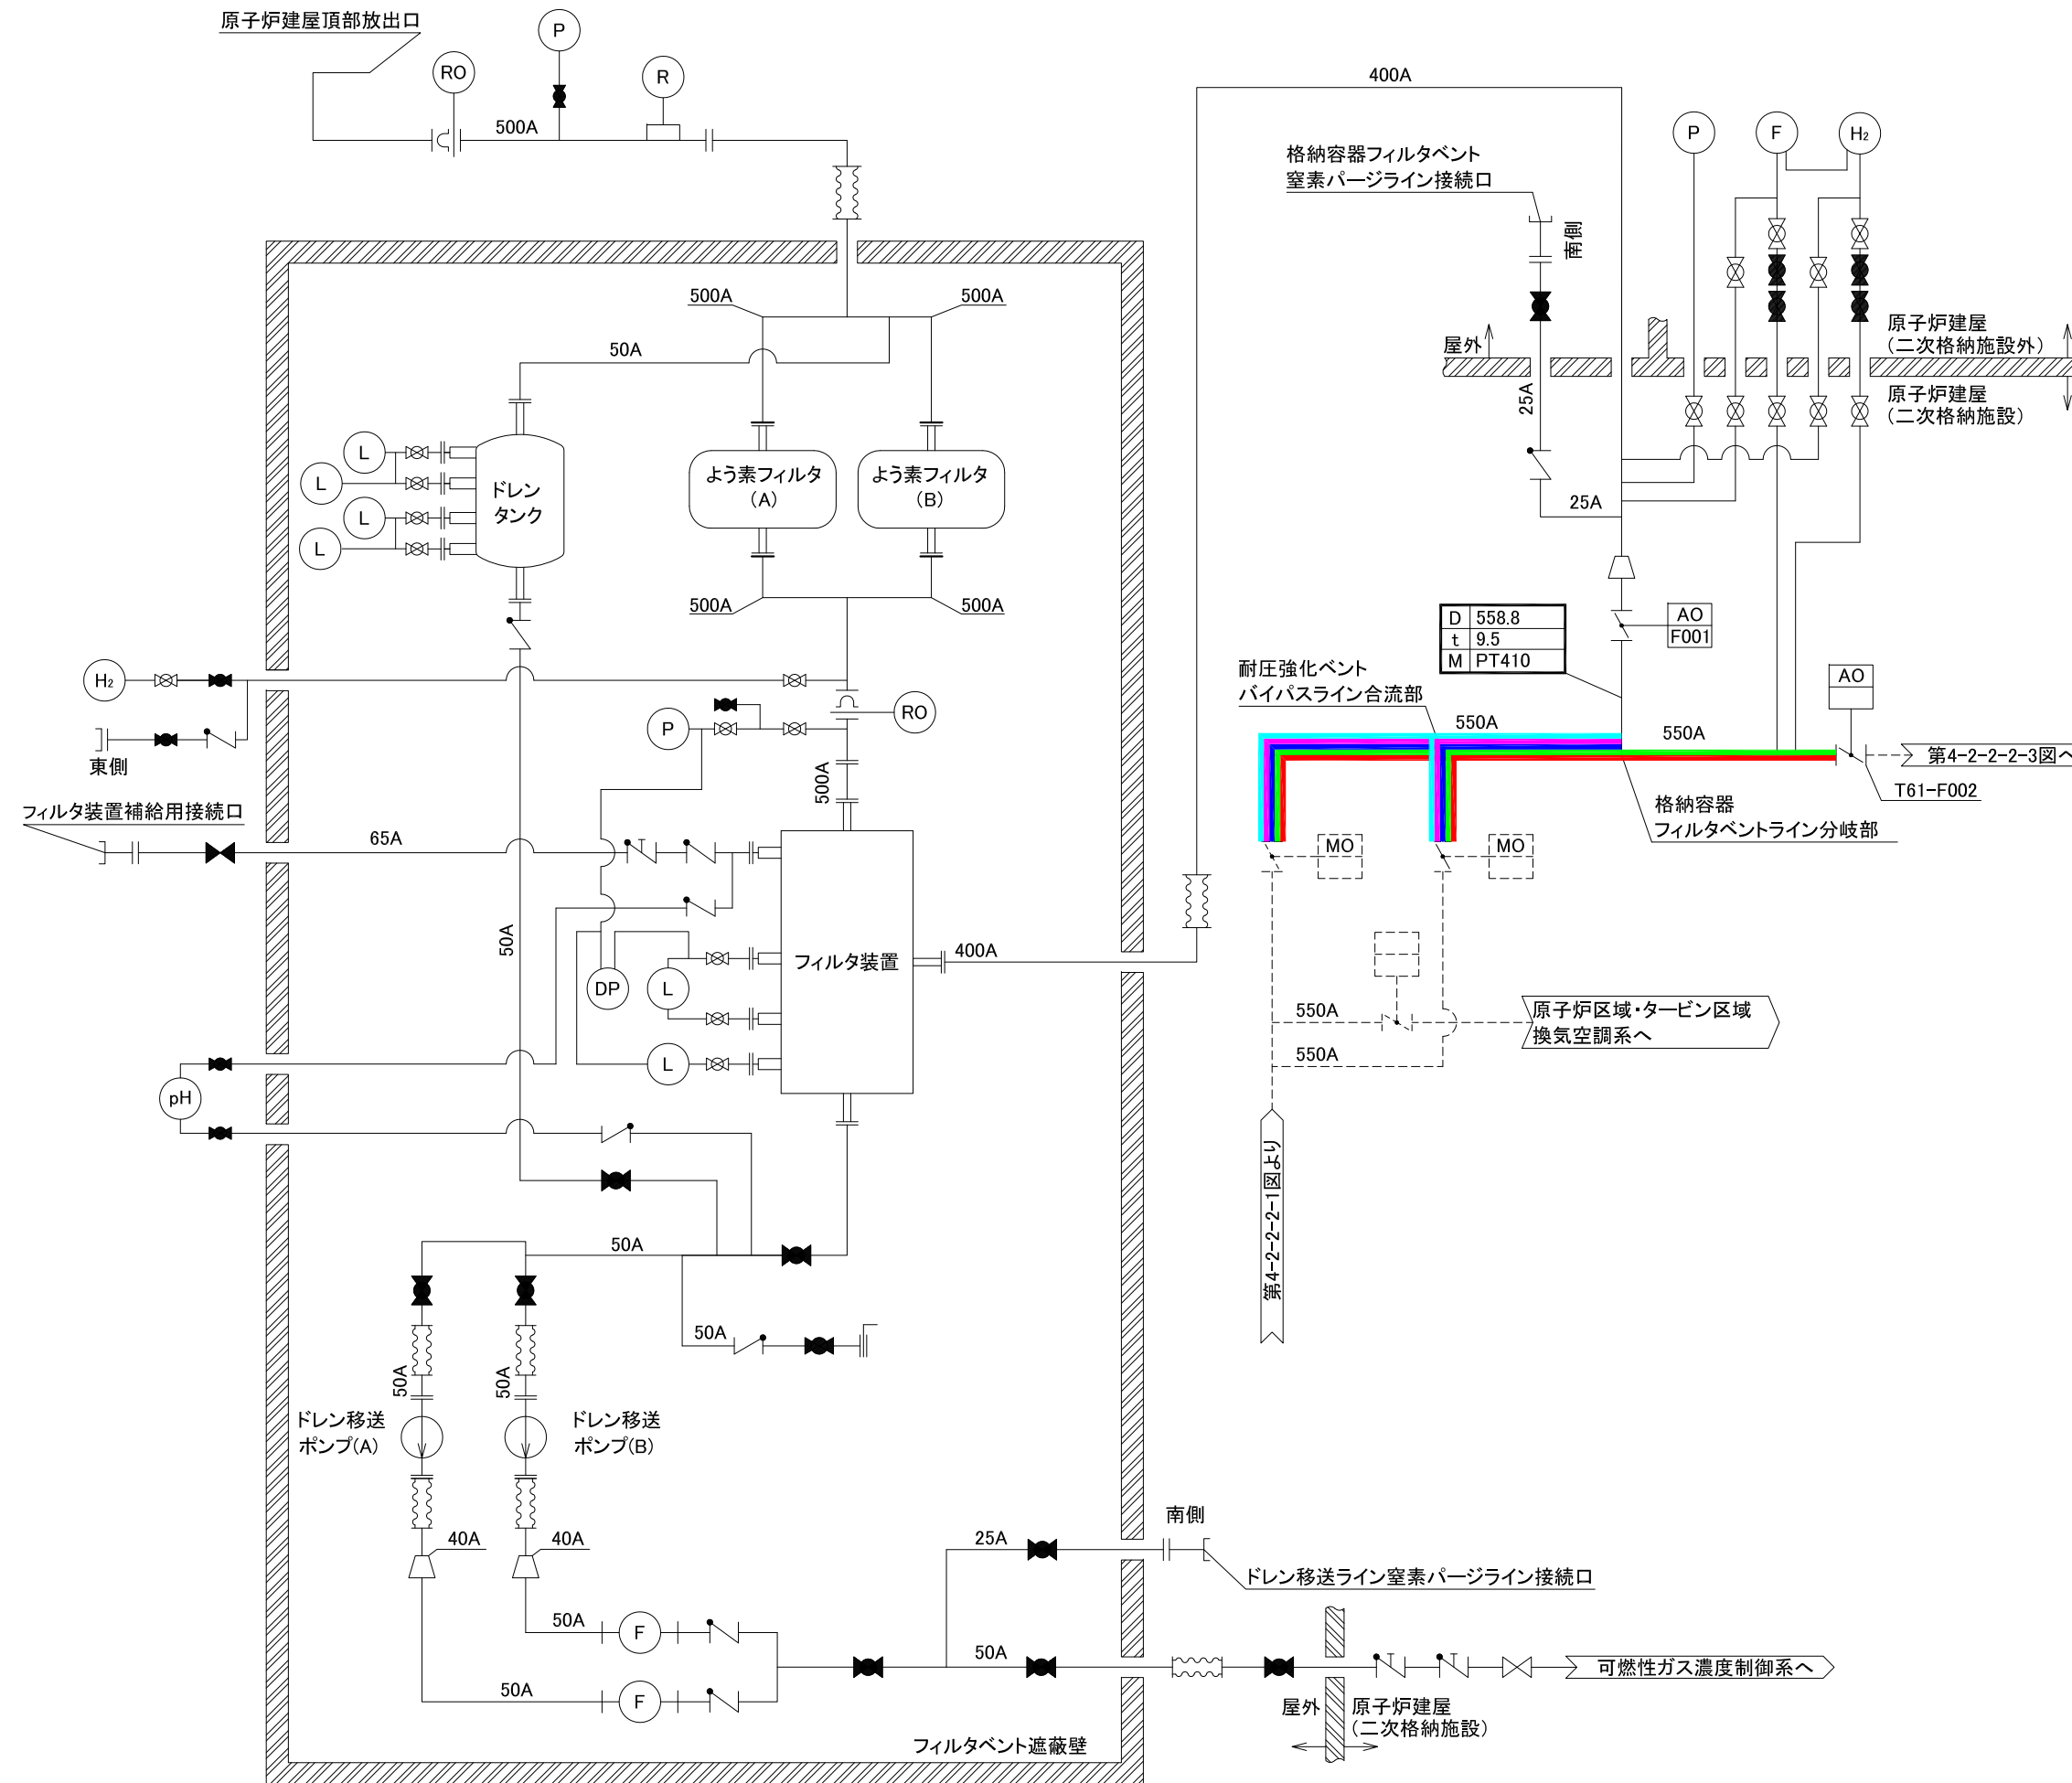 原子炉建屋頂部放出口
P
RO
R
500A
400A
P
F
H₂
格納容器フィルタベント
窒素パージライン接続口
南側
500A
500A
50A
屋外
原子炉建屋
(二次格納施設外)
原子炉建屋
(二次格納施設)
25A
L
L
L
L
ドレン
タンク
よう素フィルタ
(A)
よう素フィルタ
(B)
25A
500A
500A
D 558.8
t 9.5
M PT410
AO
F001
H₂
耐圧強化ベント
バイパスライン合流部
AO
P
RO
550A
550A
東側
第4-2-2-2-3図へ
500A
T61-F002
フィルタ装置補給用接続口
65A
格納容器
フィルタベントライン分岐部
MO
MO
50A
400A
フィルタ装置
DP
L
550A
原子炉区域・タービン区域
換気空調系へ
L
550A
pH
第4-2-2-2-1図より
50A
50A
50A
50A
ドレン移送
ポンプ(A)
ドレン移送
ポンプ(B)
南側
40A
40A
25A
ドレン移送ライン窒素パージライン接続口
50A
F
50A
可燃性ガス濃度制御系へ
50A
F
屋外
原子炉建屋
(二次格納施設)
フィルタベント遮蔽壁